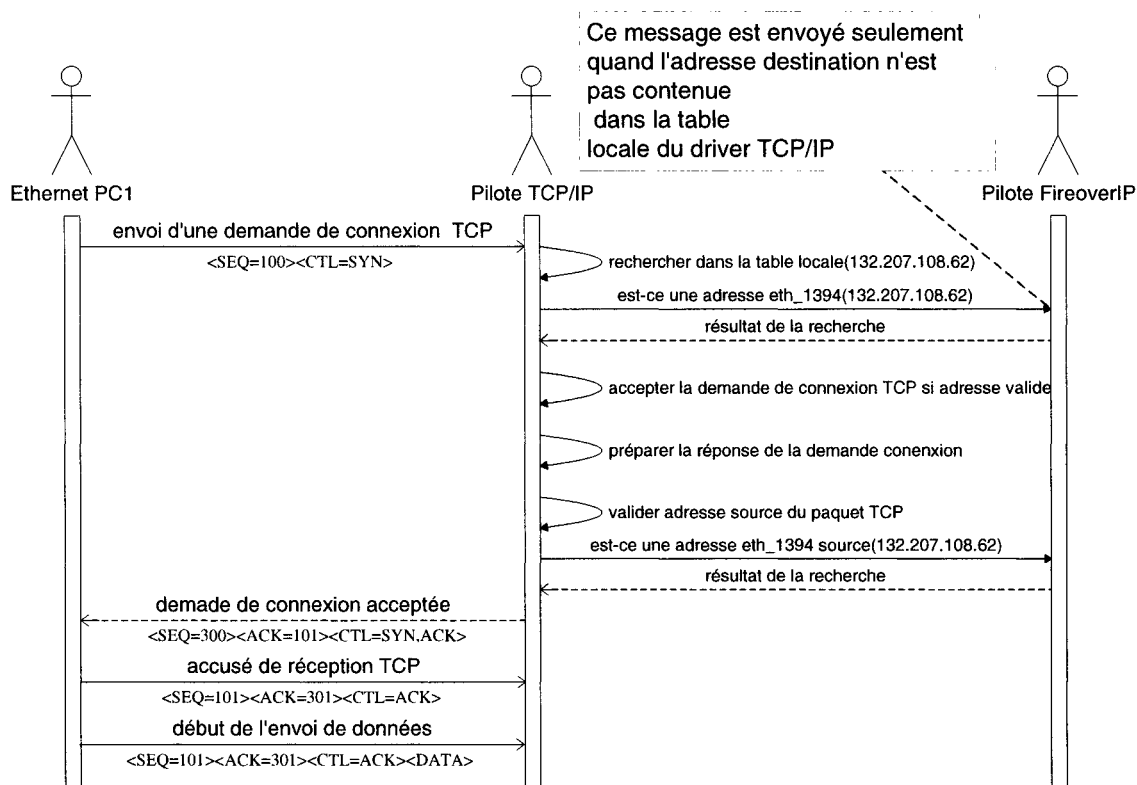 Ce message est envoyé seulement
quand l'adresse destination n'est
pas contenue
dans la table
locale du driver TCP/IP
Ethernet PC1
Pilote TCP/IP
Pilote FireoverIP
envoi d'une demande de connexion TCP
<SEQ=100><CTL=SYN>
rechercher dans la table locale(132.207.108.62)
est-ce une adresse eth_1394(132.207.108.62)
résultat de la recherche
accepter la demande de connexion TCP si adresse valide
préparer la réponse de la demande conenxion
valider adresse source du paquet TCP
est-ce une adresse eth_1394 source(132.207.108.62)
résultat de la recherche
demade de connexion acceptée
<SEQ=300><ACK=101><CTL=SYN,ACK>
accusé de réception TCP
<SEQ=101><ACK=301><CTL=ACK>
début de l'envoi de données
<SEQ=101><ACK=301><CTL=ACK><DATA>